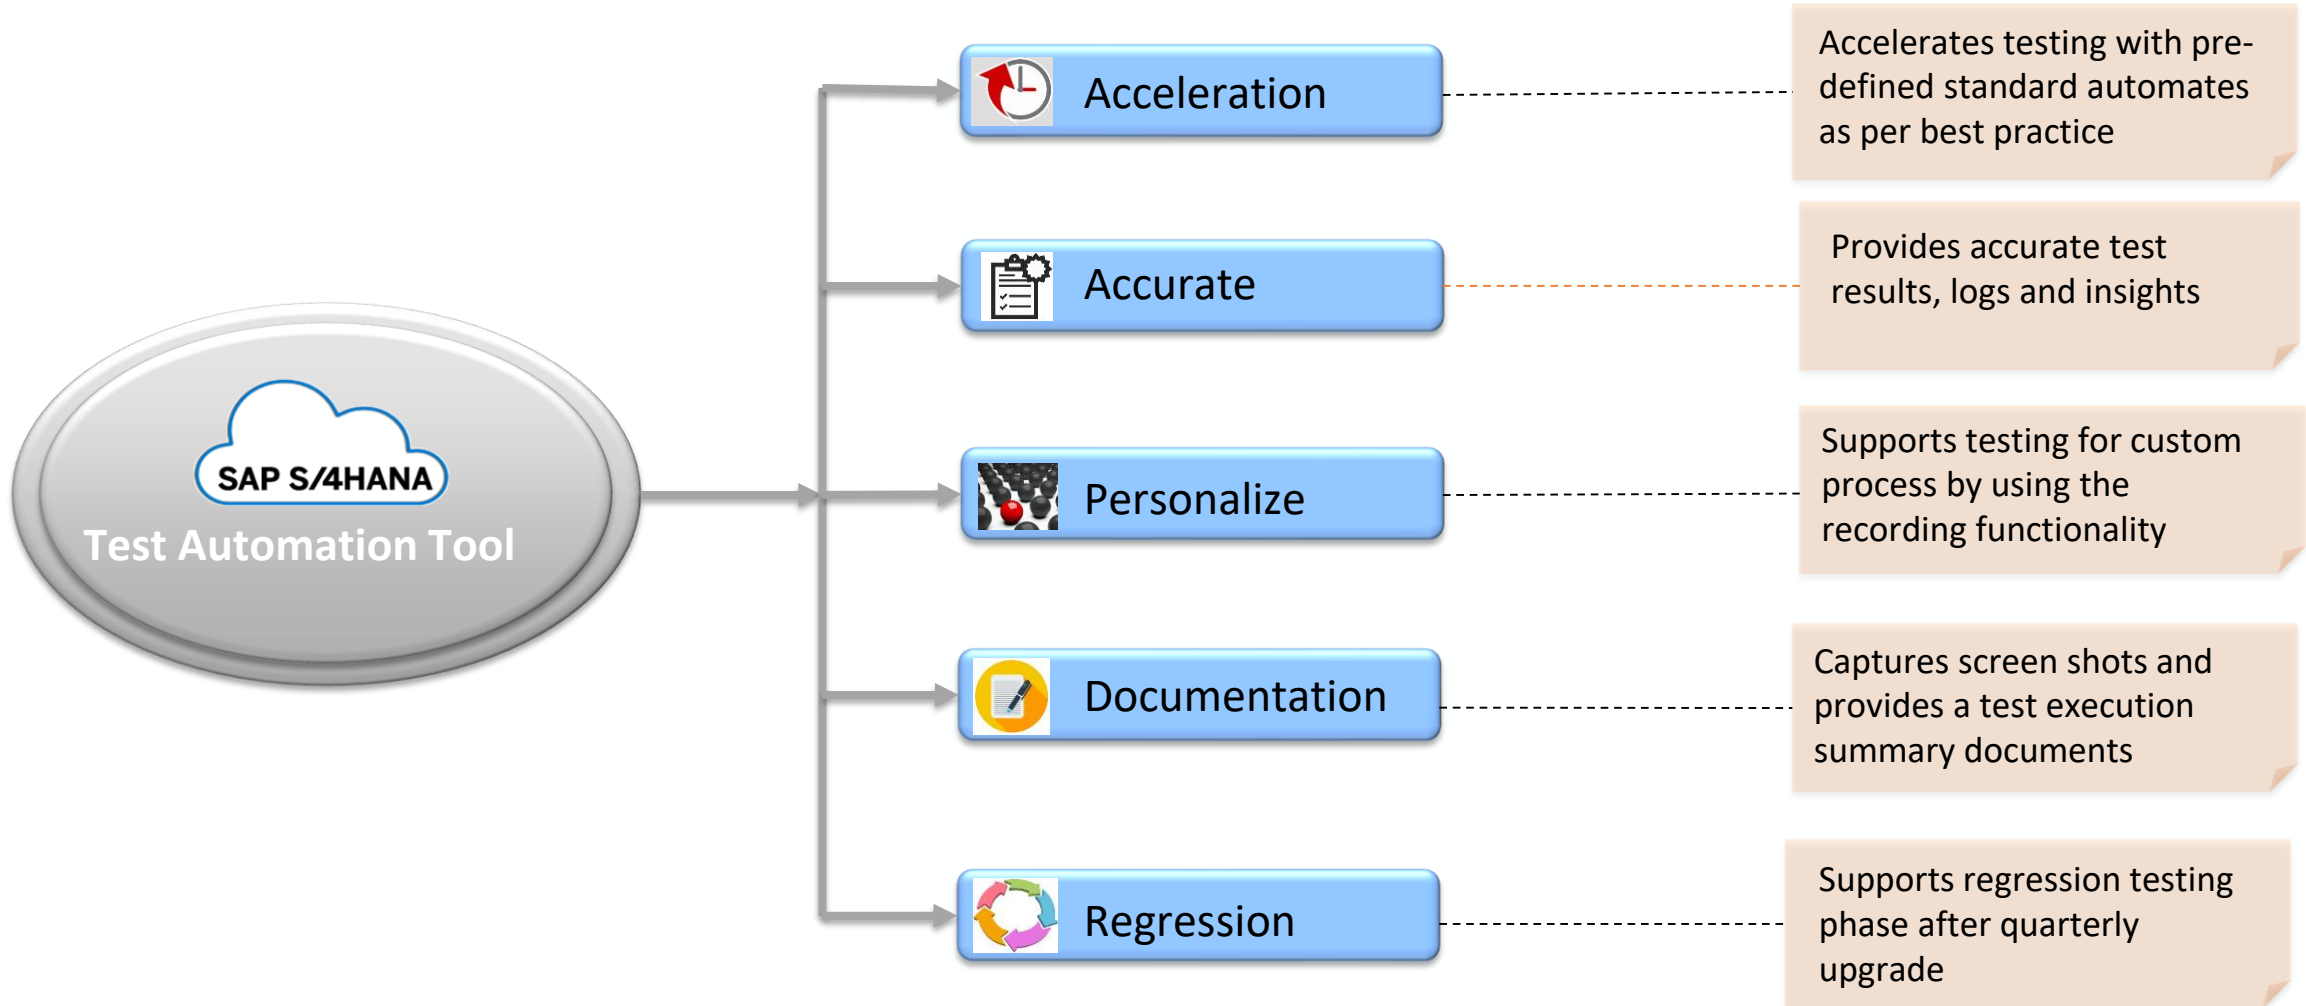 SAP S/4HANA
Test Automation Tool
Acceleration
Accelerates testing with pre-
defined standard automates
as per best practice
Accurate
Provides accurate test
results, logs and insights
Personalize
Supports testing for custom
process by using the
recording functionality
Documentation
Captures screen shots and
provides a test execution
summary documents
Regression
Supports regression testing
phase after quarterly
upgrade